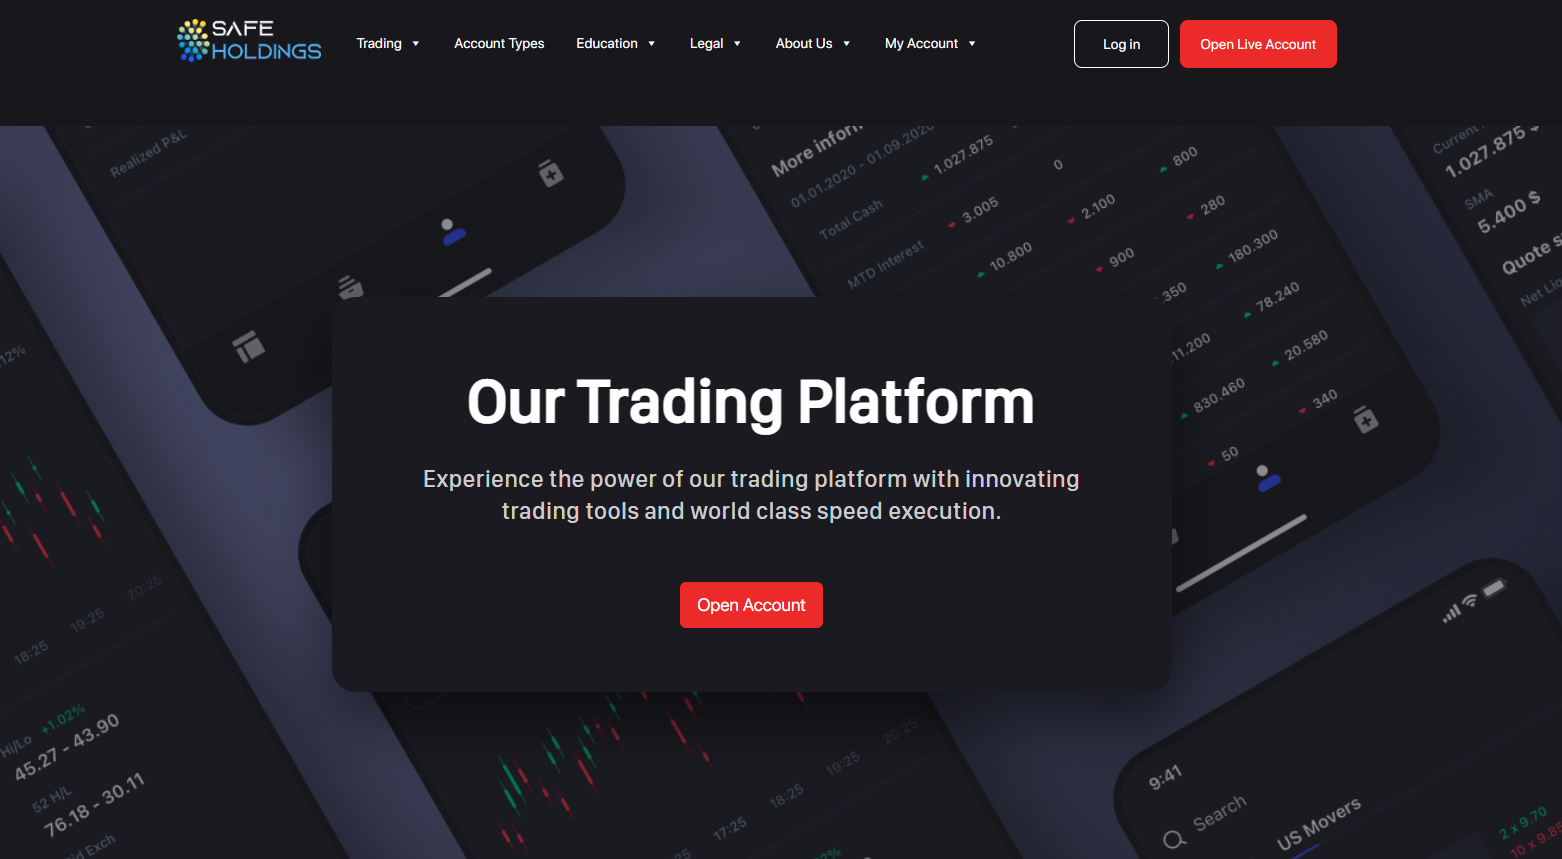 SAFE
HOLDINGS
Trading
Account Types
Education
Legal
About Us
My Account
Log in
Open Live Account
Realized P&L
More inform
01.01.2020 - 01.09.2020
Total Cash
1.027.875
0
800
MTD Interest
3.005
2.100
280
10.800
900
180.300
.350
78.240
11.200
20.580
830.460
340
50
Current
1.027.875 $
SMA
5.400 $
Quote s
Net Liq
12%
Our Trading Platform
Experience the power of our trading platform with innovating
trading tools and world class speed execution.
Open Account
18:25
19:25
20:25
Hi/Lo
+1.02%
45.27 - 43.90
52 H/L
76.18 - 30.11
id Exch
17:25
18:25
19:25
20:25
9:41
Search
US Movers
2 x 9.70
10 x 9.85